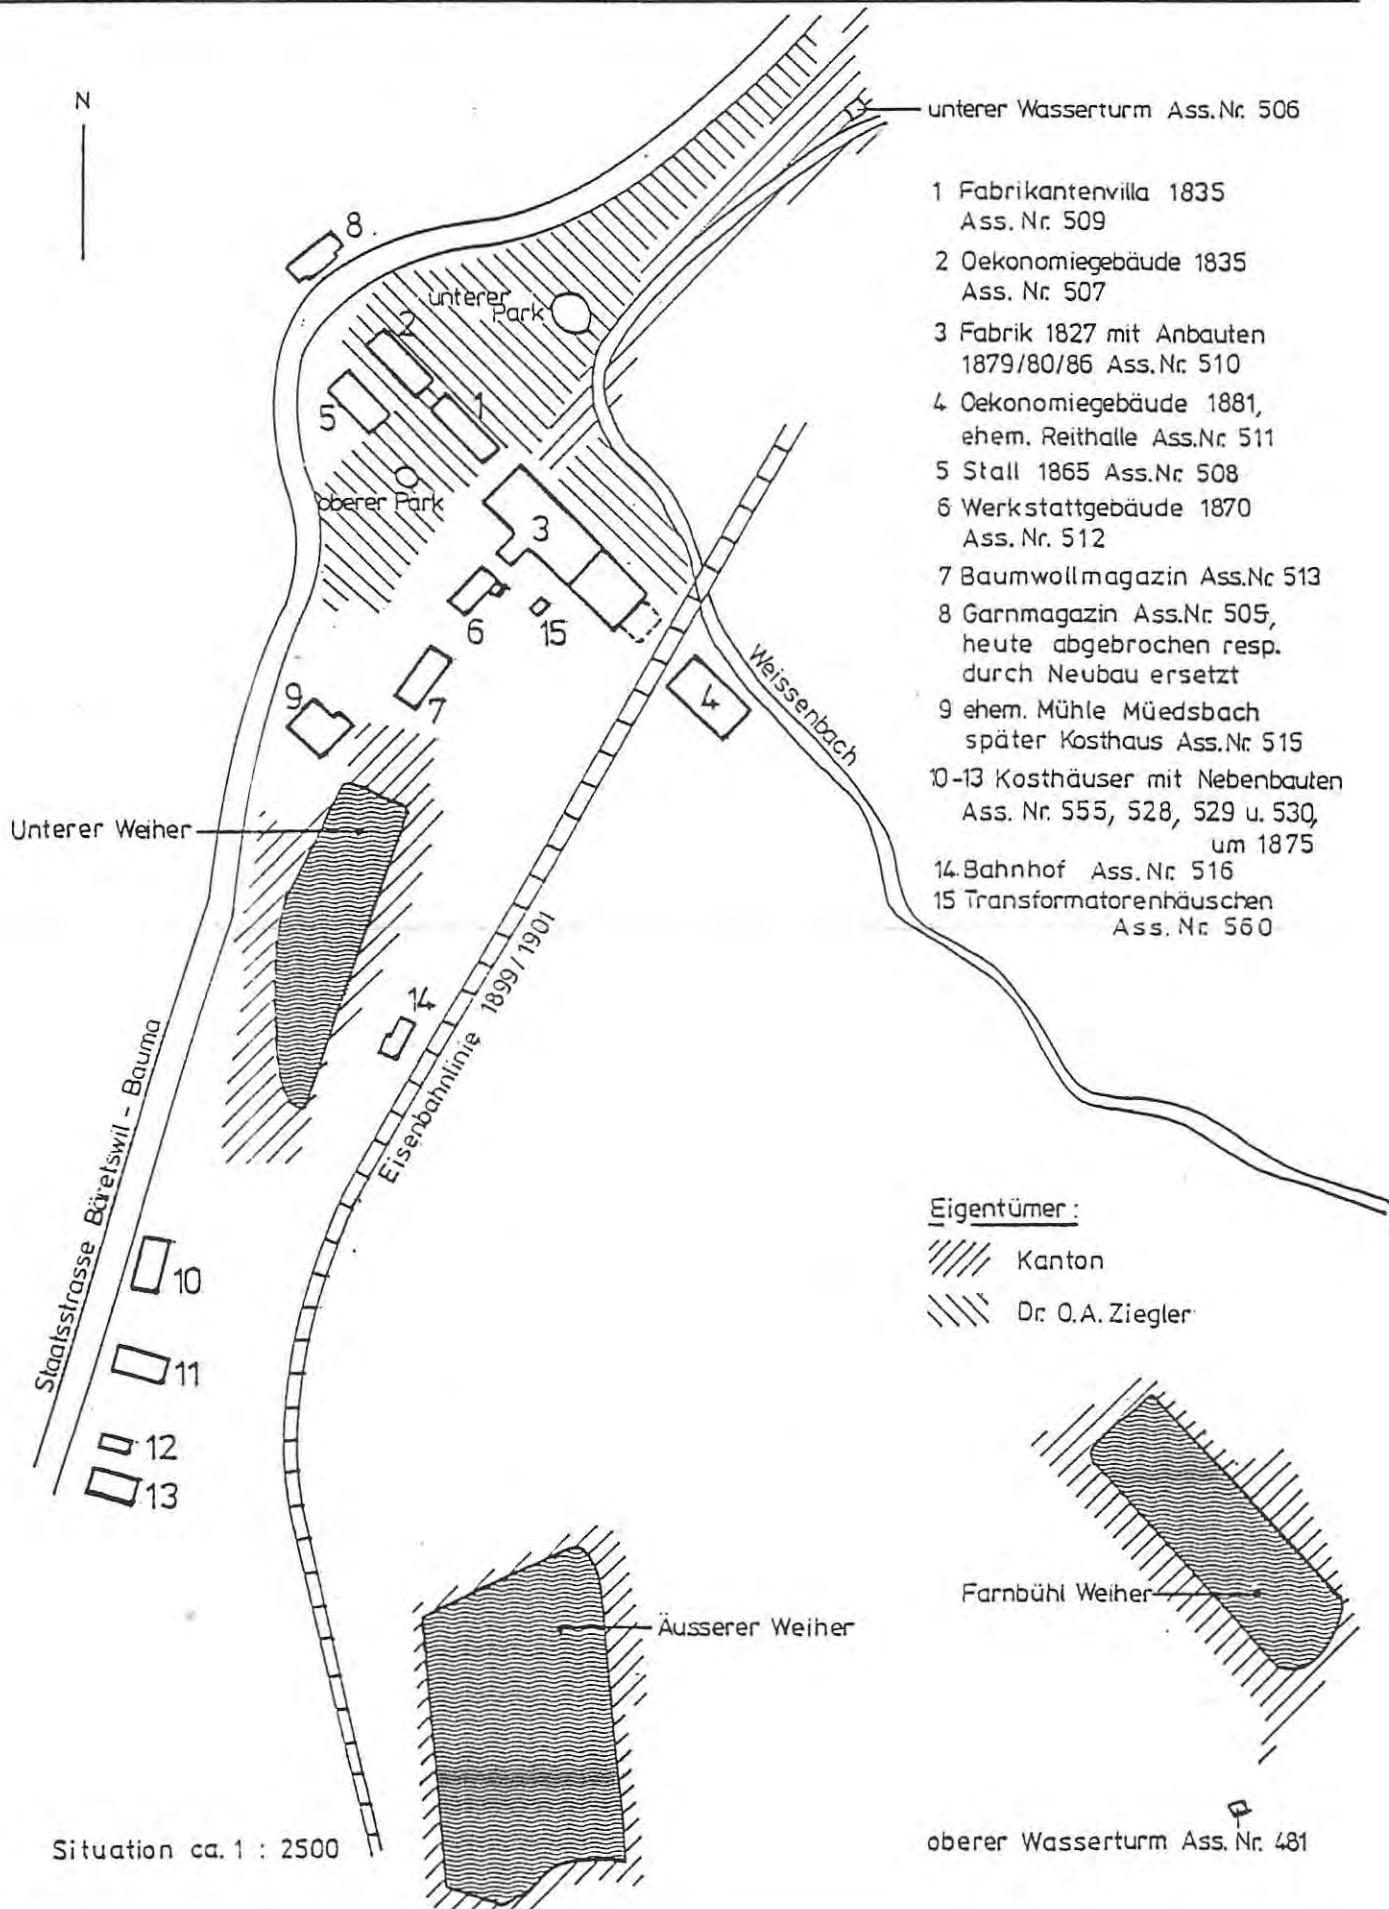 N
unterer Wasserturm Ass.Nr. 506
1 Fabrikantenvilla 1835
Ass. Nr. 509
2 Oekonomiegebäude 1835
Ass. Nr. 507
3 Fabrik 1827 mit Anbauten
1879/80/86 Ass.Nr. 510
4 Oekonomiegebäude 1881,
ehem. Reithalle Ass.Nr. 511
5 Stall 1865 Ass.Nr. 508
6 Werkstattgebäude 1870
Ass. Nr. 512
7 Baumwollmagazin Ass.Nr. 513
8 Garnmagazin Ass.Nr. 505,
heute abgebrochen resp.
durch Neubau ersetzt
9 ehem. Mühle Müedsbach
später Kosthaus Ass.Nr. 515
10-13 Kosthäuser mit Nebenbauten
Ass. Nr. 555, 528, 529 u. 530,
um 1875
14 Bahnhof Ass.Nr. 516
15 Transformatorenhäuschen
Ass. Nr. 560
8
unterer
Park
2
1
5
oberer Park
3
6
15
7
9
4
Weissenbach
Unterer Weiher
14
Eisenbahnlinie 1899/1901
Staatsstrasse Bäretswil - Bauma
10
11
12
13
Eigentümer:
Kanton
Dr. O.A. Ziegler
Farnbühl Weiher
Äusserer Weiher
Situation ca. 1 : 2500
oberer Wasserturm Ass. Nr. 481